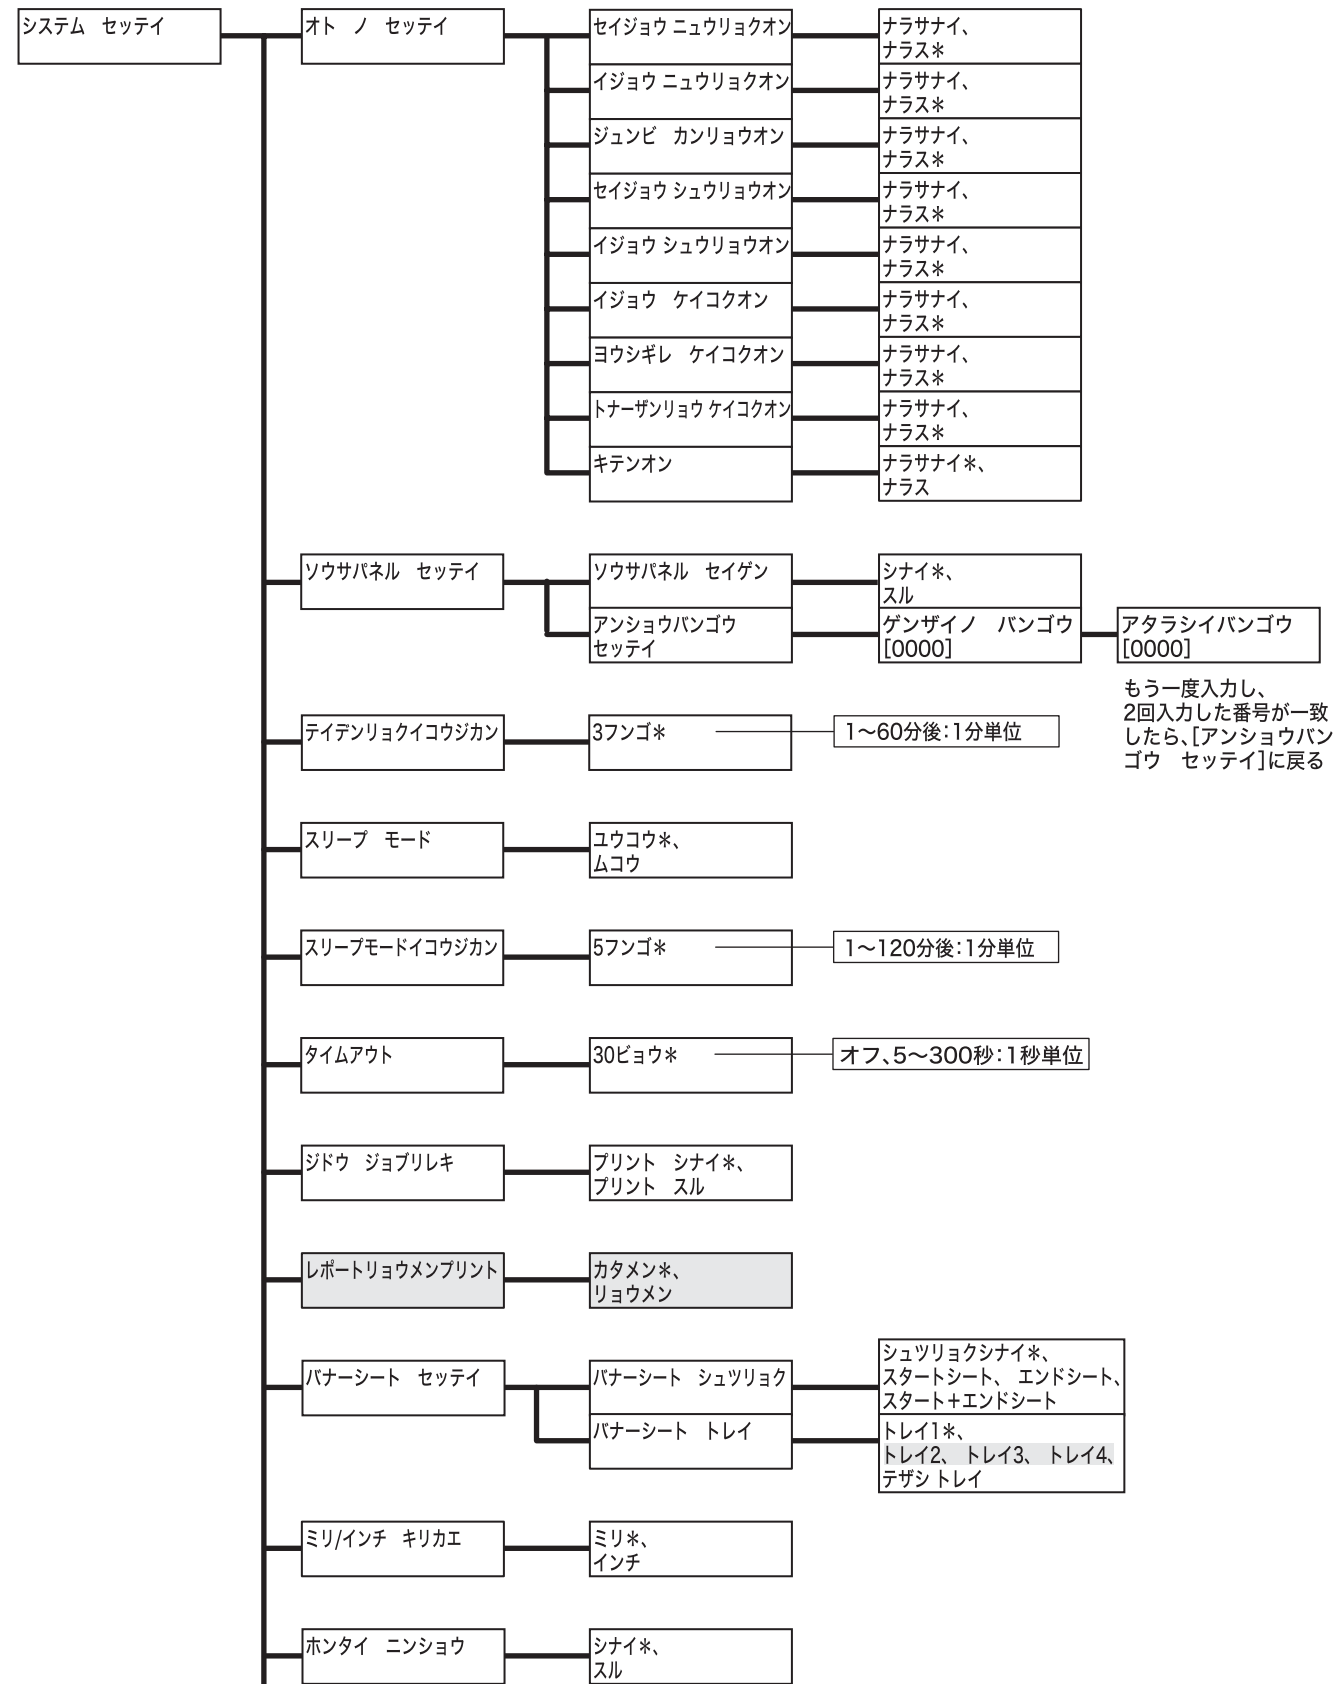 システム　セッテイ
オト　ノ　セッテイ
セイジョウ ニュウリョクオン
ナラサナイ、
ナラス＊
イジョウ ニュウリョクオン
ナラサナイ、
ナラス＊
ジュンビ　カンリョウオン
ナラサナイ、
ナラス＊
セイジョウ シュウリョウオン
ナラサナイ、
ナラス＊
イジョウ シュウリョウオン
ナラサナイ、
ナラス＊
イジョウ　ケイコクオン
ナラサナイ、
ナラス＊
ヨウシギレ　ケイコクオン
ナラサナイ、
ナラス＊
トナーザンリョウ ケイコクオン
ナラサナイ、
ナラス＊
キテンオン
ナラサナイ＊、
ナラス
ソウサパネル　セッテイ
ソウサパネル　セイゲン
シナイ＊、
スル
アンショウバンゴウ
セッテイ
ゲンザイノ　バンゴウ
[0000]
アタラシイバンゴウ
[0000]
もう一度入力し、
2回入力した番号が一致
したら、[アンショウバン
ゴウ　セッテイ]に戻る
テイデンリョクイコウジカン
3フンゴ＊
1～60分後：1分単位
スリープ　モード
ユウコウ＊、
ムコウ
スリープモードイコウジカン
5フンゴ＊
1～120分後：1分単位
タイムアウト
30ビョウ＊
オフ、5～300秒：1秒単位
ジドウ　ジョブリレキ
プリント　シナイ＊、
プリント　スル
レポートリョウメンプリント
カタメン＊、
リョウメン
バナーシート　セッテイ
バナーシート　シュツリョク
シュツリョクシナイ＊、
スタートシート、 エンドシート、
スタート＋エンドシート
バナーシート　トレイ
トレイ1＊、
トレイ2、 トレイ3、 トレイ4、
テザシ トレイ
ミリ/インチ　キリカエ
ミリ＊、
インチ
ホンタイ　ニンショウ
シナイ＊、
スル